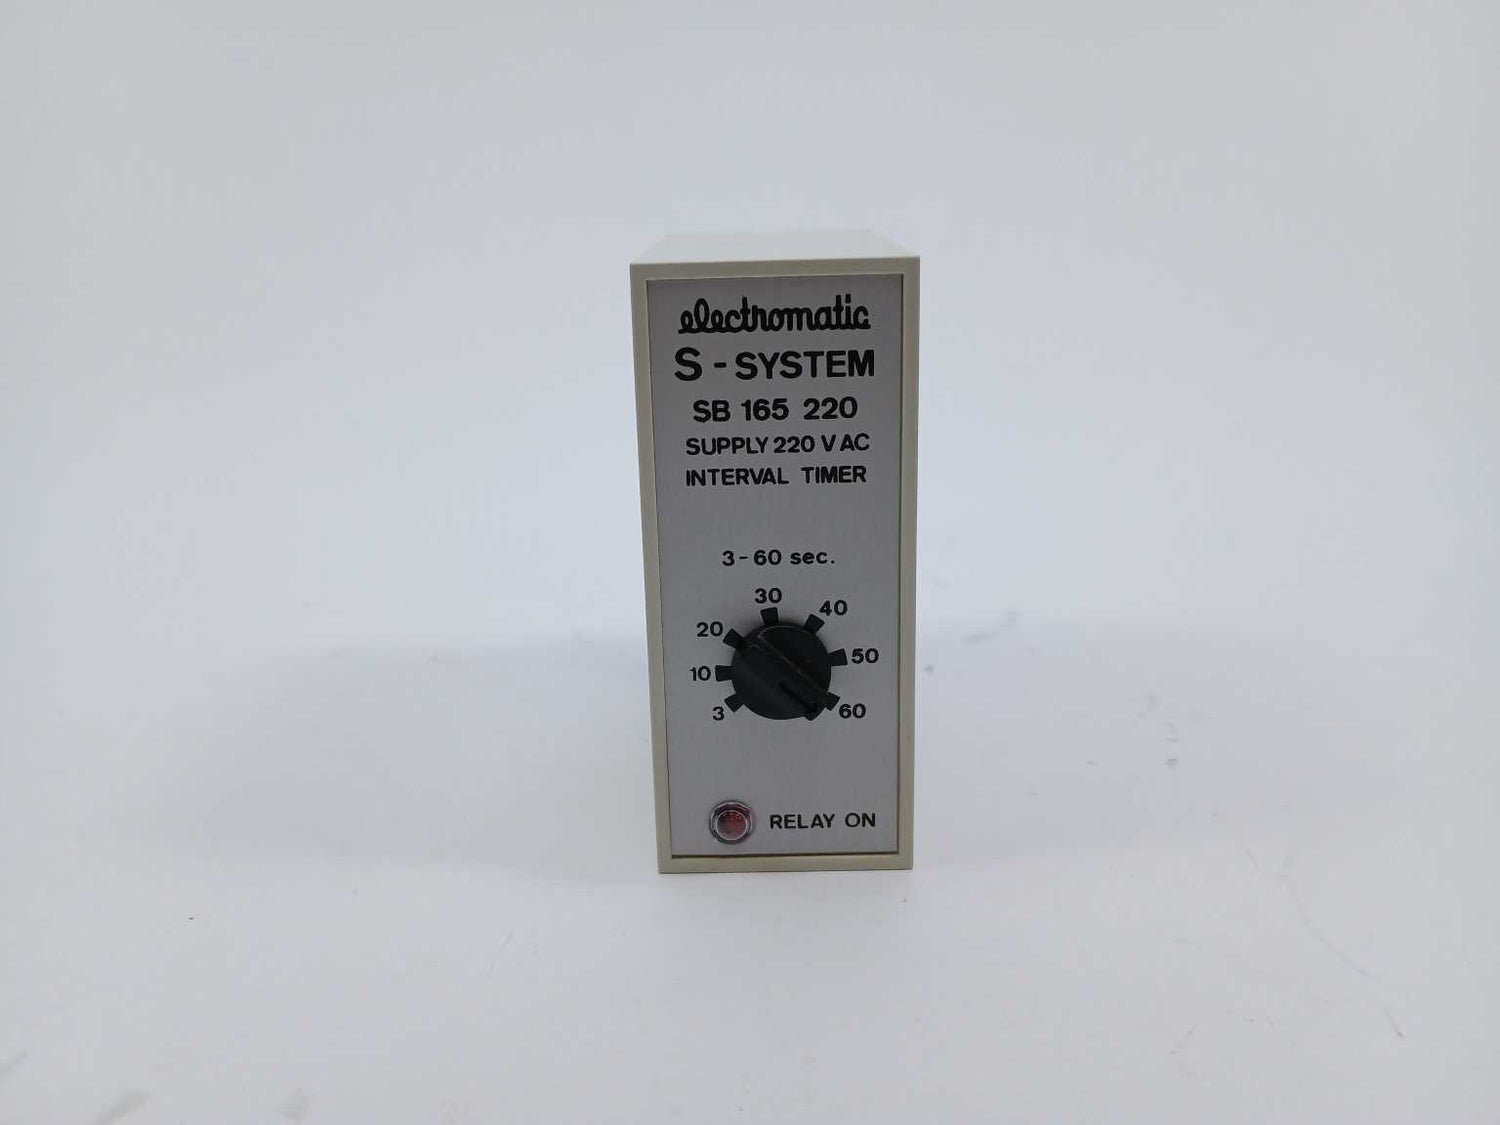 electromatic
S - SYSTEM
SB 165 220
SUPPLY 220 V AC
INTERVAL TIMER
3 - 60 sec.
30
40
20
50
10
60
3
RELAY ON